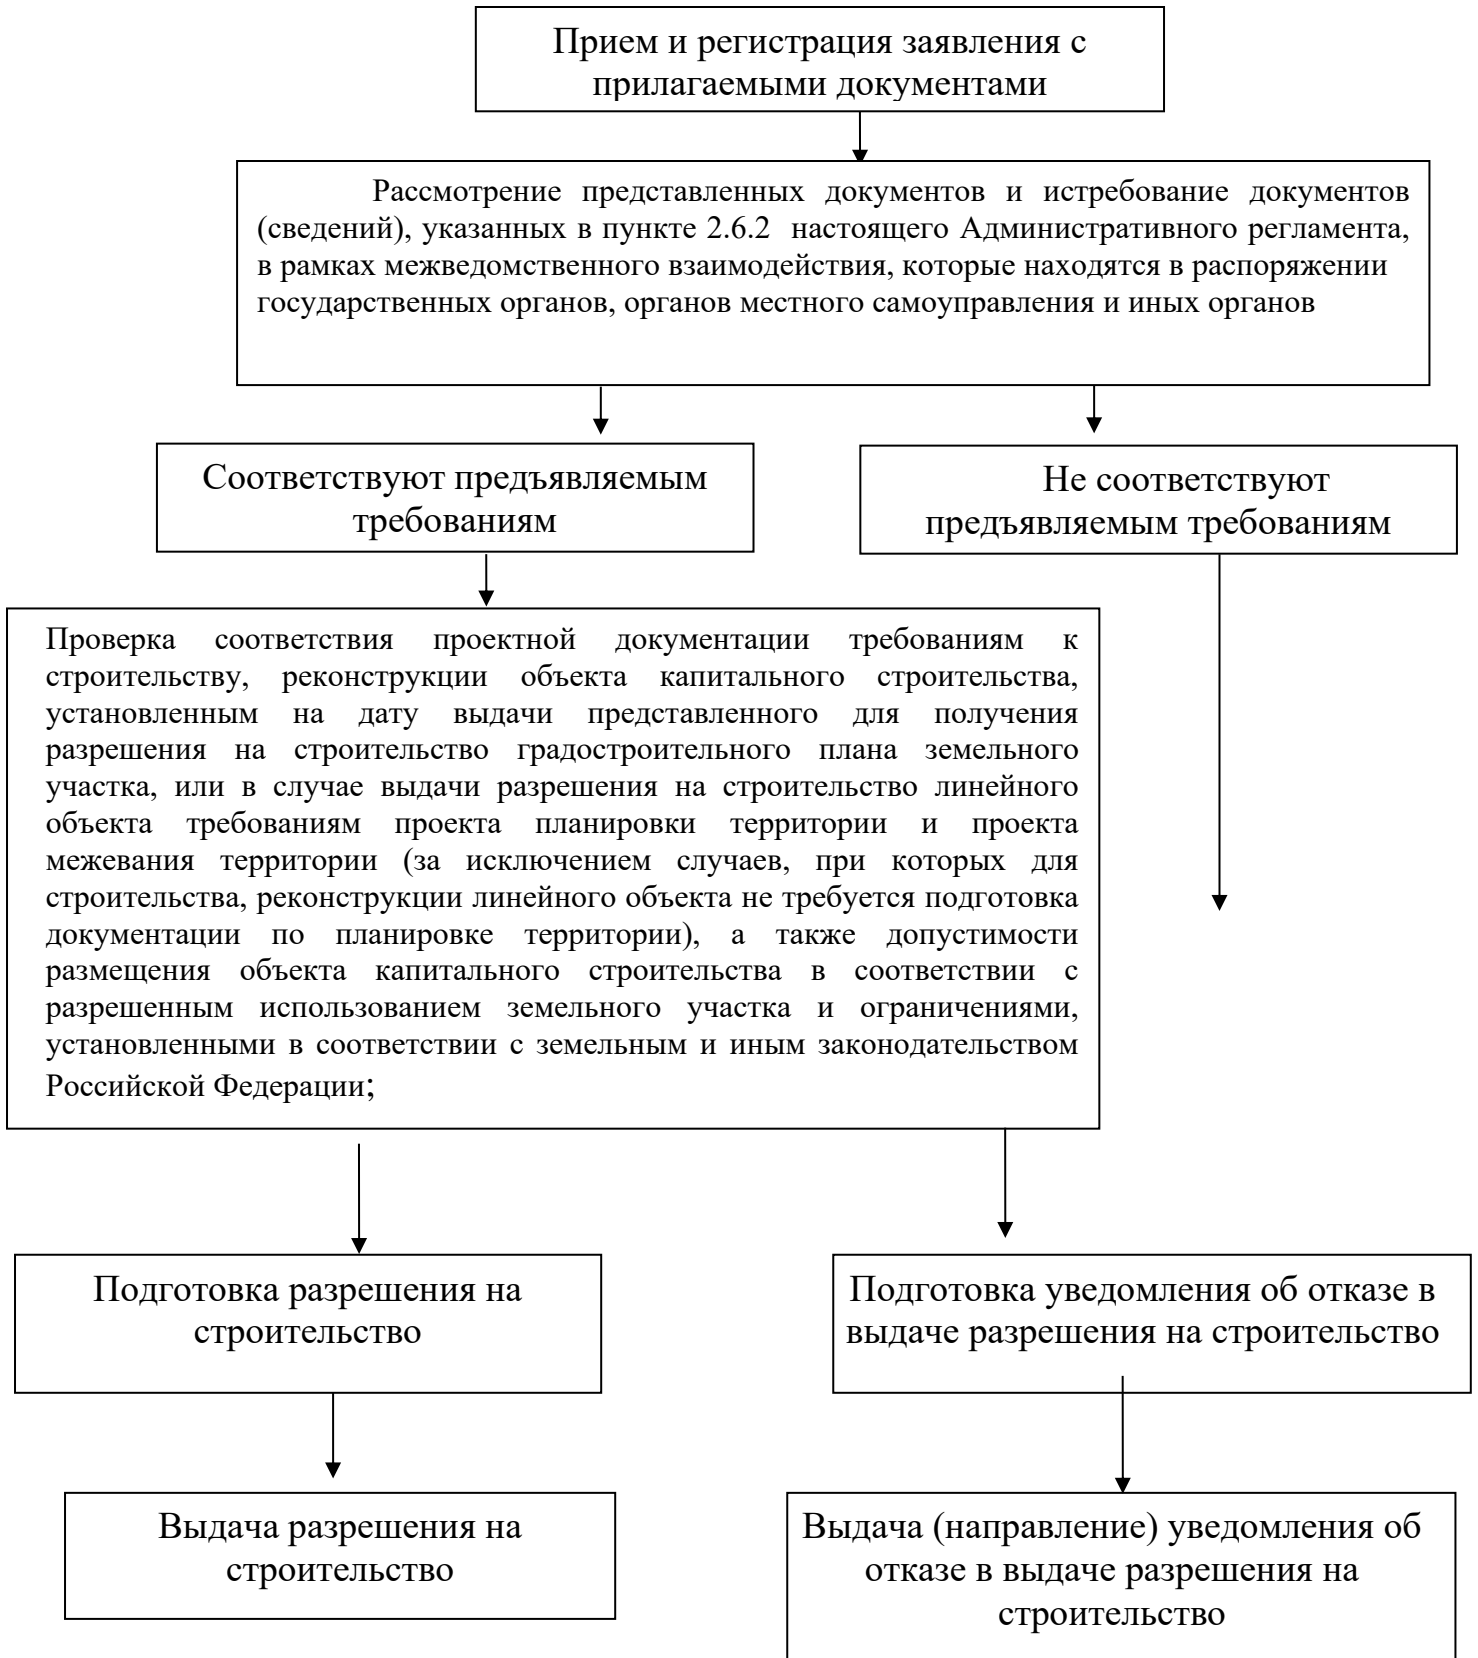 Прием и регистрация заявления с
прилагаемыми документами
Рассмотрение представленных документов и истребование документов
(сведений), указанных в пункте 2.6.2 настоящего Административного регламента,
в рамках межведомственного взаимодействия, которые находятся в распоряжении
государственных органов, органов местного самоуправления и иных органов
Соответствуют предъявляемым
требованиям
Не соответствуют
предъявляемым требованиям
Проверка соответствия проектной документации требованиям к
строительству, реконструкции объекта капитального строительства,
установленным на дату выдачи представленного для получения
разрешения на строительство градостроительного плана земельного
участка, или в случае выдачи разрешения на строительство линейного
объекта требованиям проекта планировки территории и проекта
межевания территории (за исключением случаев, при которых для
строительства, реконструкции линейного объекта не требуется подготовка
документации по планировке территории), а также допустимости
размещения объекта капитального строительства в соответствии с
разрешенным использованием земельного участка и ограничениями,
установленными в соответствии с земельным и иным законодательством
Российской Федерации;
Подготовка разрешения на
строительство
Подготовка уведомления об отказе в
выдаче разрешения на строительство
Выдача разрешения на
строительство
Выдача (направление) уведомления об
отказе в выдаче разрешения на
строительство